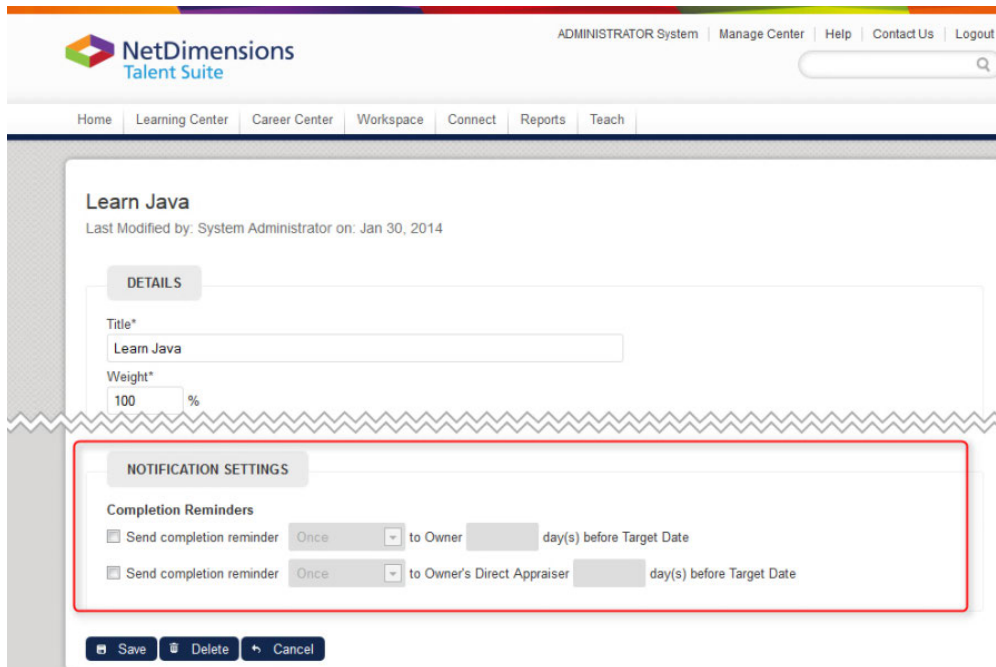 ADMINISTRATOR System | Manage Center | Help | Contact Us | Logout
NetDimensions
Talent Suite
Home | Learning Center | Career Center | Workspace | Connect | Reports | Teach
Learn Java
Last Modified by: System Administrator on: Jan 30, 2014
DETAILS
Title*
Learn Java
Weight*
100 %
NOTIFICATION SETTINGS
Completion Reminders
Send completion reminder Once to Owner day(s) before Target Date
Send completion reminder Once to Owner's Direct Appraiser day(s) before Target Date
Save Delete Cancel